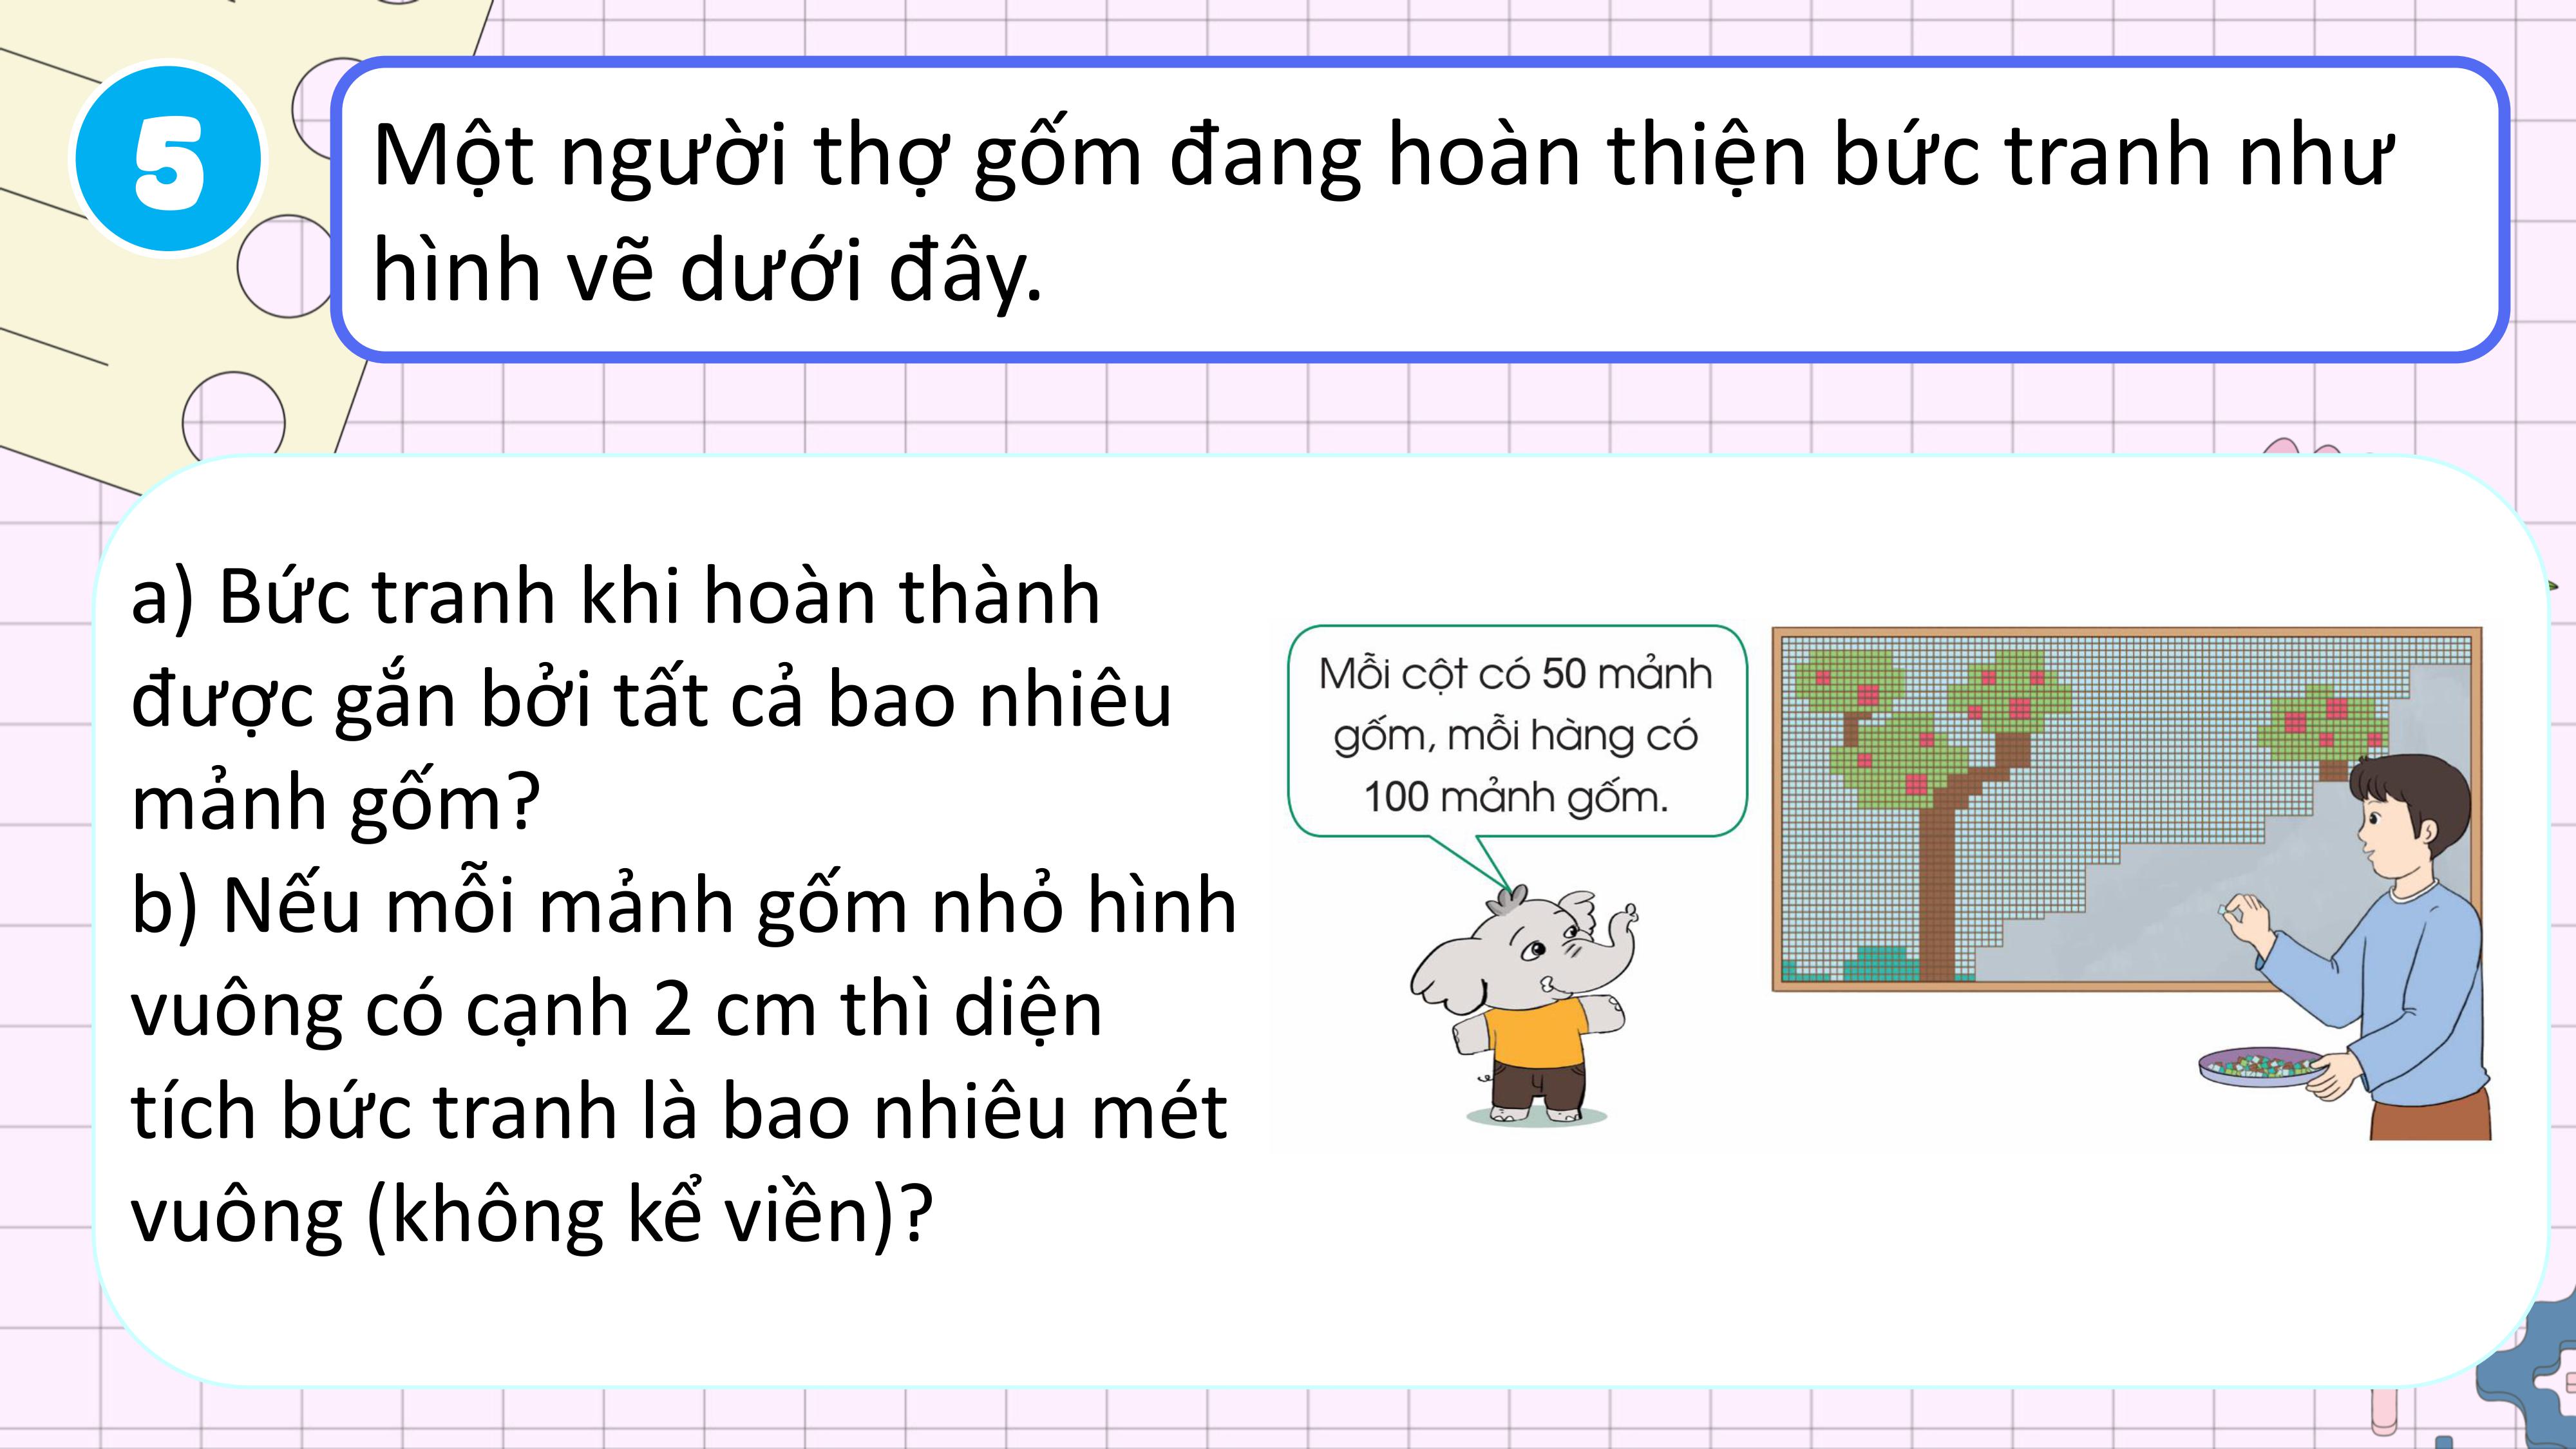 5
Một người thợ gốm đang hoàn thiện bức tranh như
hình vẽ dưới đây.
a) Bức tranh khi hoàn thành
được gắn bởi tất cả bao nhiêu
mảnh gốm?
b) Nếu mỗi mảnh gốm nhỏ hình
vuông có cạnh 2 cm thì diện
tích bức tranh là bao nhiêu mét
vuông (không kể viền)?
Mỗi cột có 50 mảnh
gốm, mỗi hàng có
100 mảnh gốm.